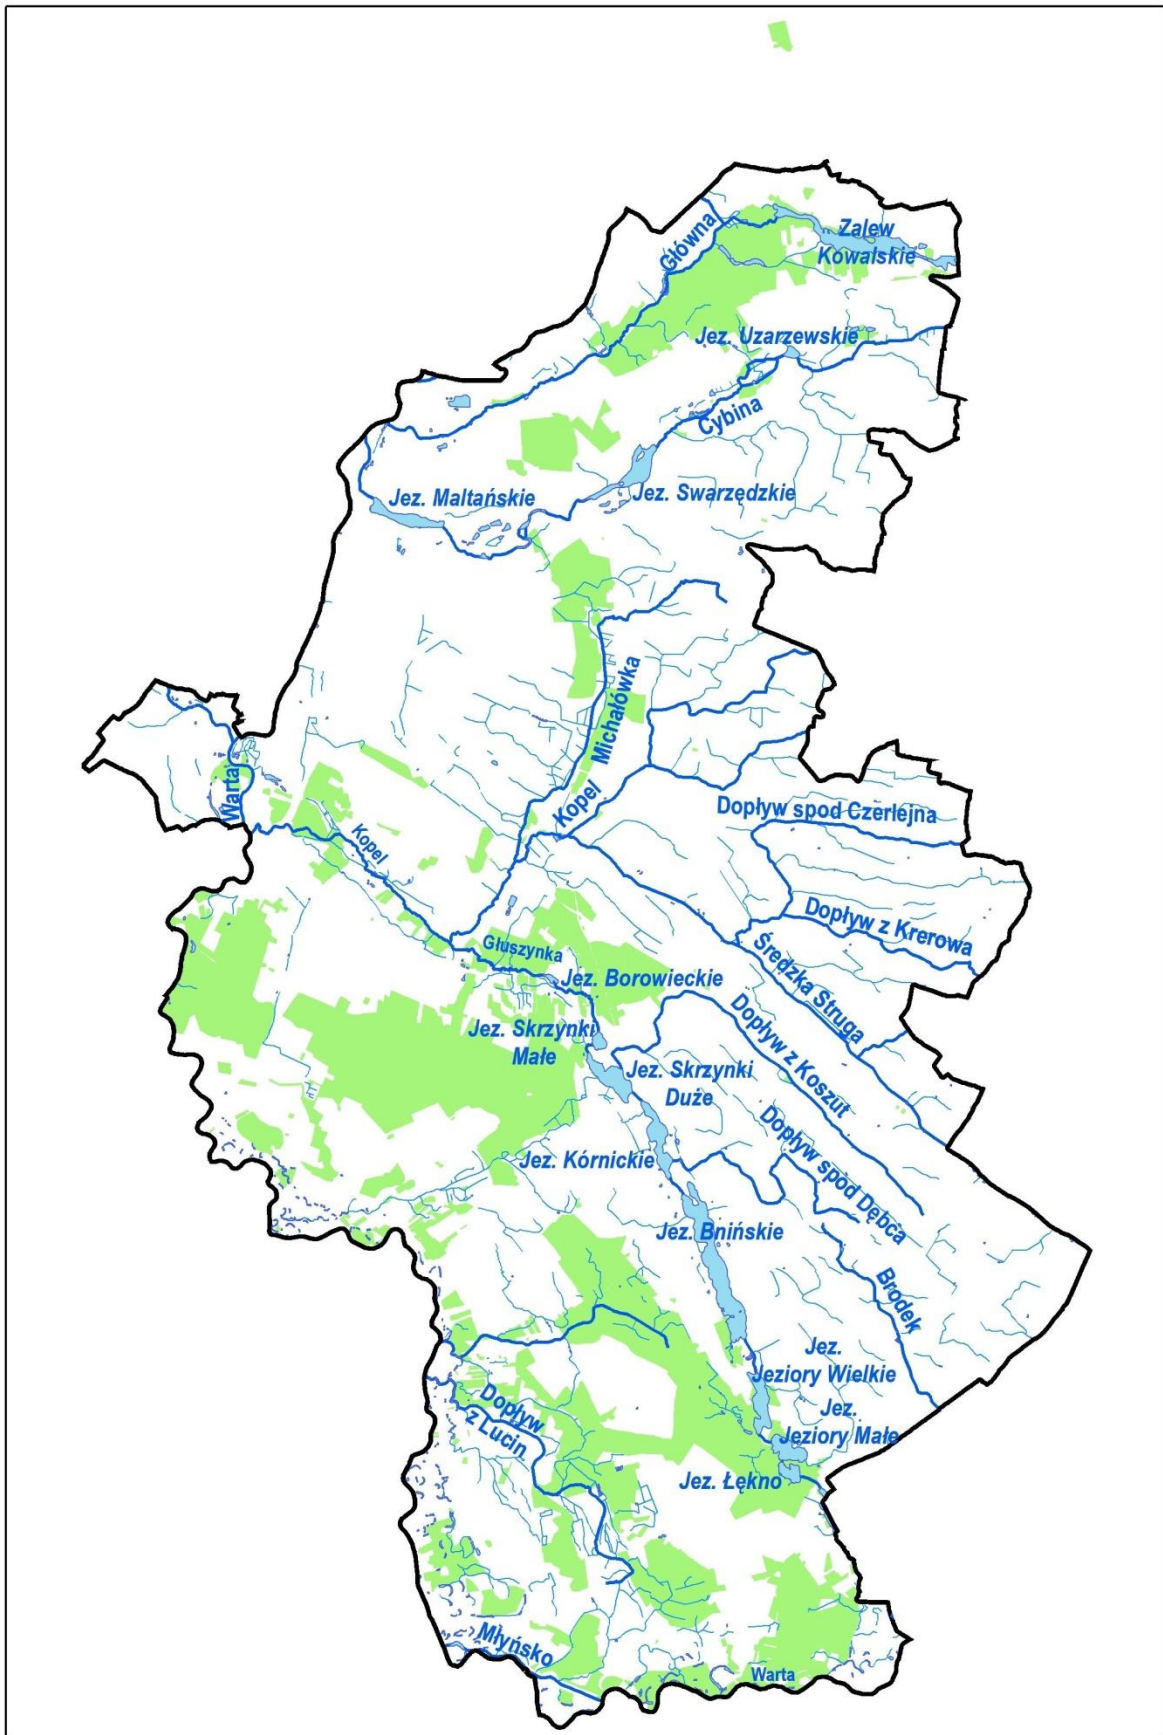 Zalew
Kowalskie
Główna
Jez. Uzarzewskie
Cybina
Jez. Maltańskie
Jez. Swarzędzkie
Michałówka
Kopel
Warta
Dopływ spod Czerlejna
Kopel
Dopływ z Krerowa
Głuszynka
Średzka Struga
Jez. Borowieckie
Jez. Skrzynki
Małe
Dopływ z Koszut
Jez. Skrzynki
Duże
Dopływ spod Dębca
Jez. Kórnickie
Jez. Bnińskie
Brodek
Jez.
Jeziory Wielkie
Dopływ
z Lucin
Jez.
Jeziory Małe
Jez. Łękno
Młyńsko
Warta